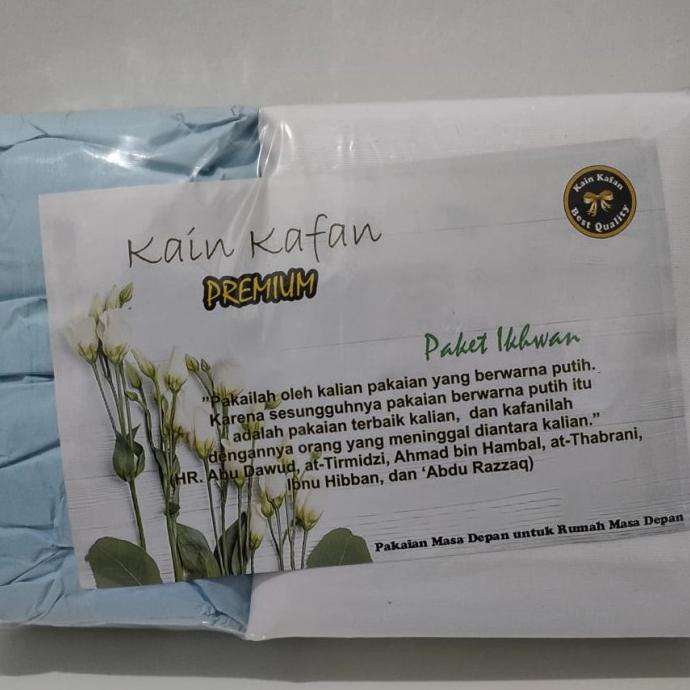 Kain Kafan
PREMIUM
Kain Kafan
Best Quality
Paket Ikhwan
"Pakailah oleh kalian pakaian yang berwarna putih.
Karena sesungguhnya pakaian berwarna putih itu
adalah pakaian terbaik kalian, dan kafanilah
dengannya orang yang meninggal diantara kalian."
(HR. Abu Dawud, at-Tirmidzi, Ahmad bin Hambal, at-Thabrani,
Ibnu Hibban, dan 'Abdu Razzaq)
Pakaian Masa Depan untuk Rumah Masa Depan